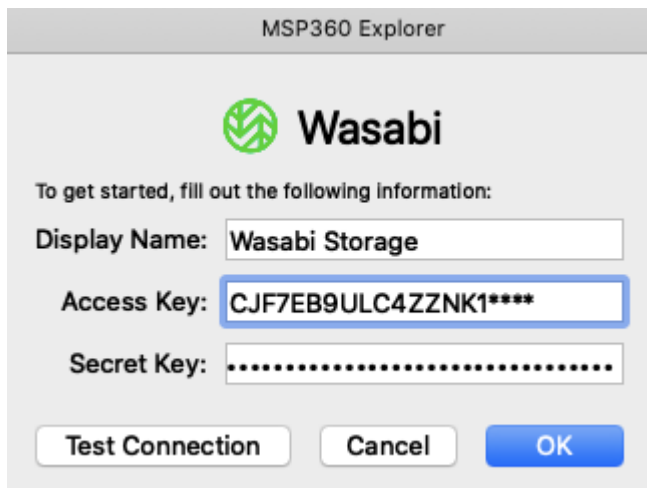 MSP360 Explorer
Wasabi
To get started, fill out the following information:
Display Name: Wasabi Storage
Access Key: CJF7EB9ULC4ZZNK1****
Secret Key: ••••••••••••••••••••••••••••••••••
Test Connection Cancel OK